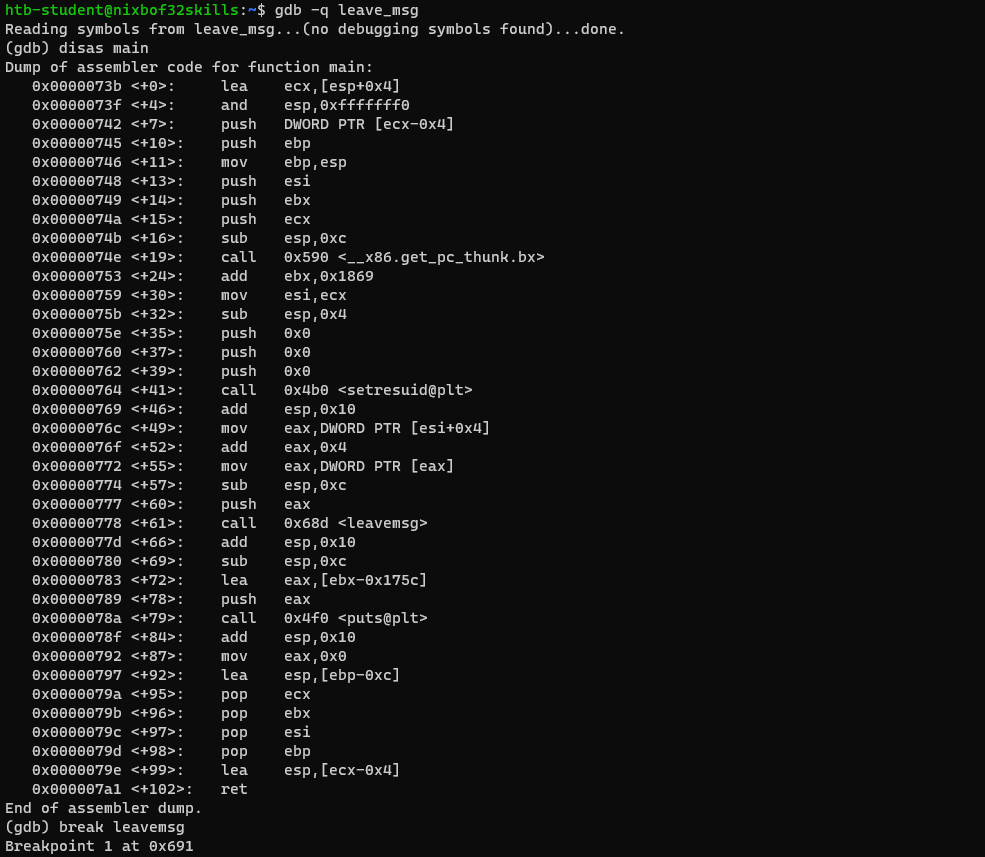 htb-student@nixbof32skills:~$ gdb -q leave_msg
Reading symbols from leave_msg...(no debugging symbols found)...done.
(gdb) disas main
Dump of assembler code for function main:
   0x0000073b <+0>:     lea    ecx,[esp+0x4]
   0x0000073f <+4>:     and    esp,0xfffffff0
   0x00000742 <+7>:     push   DWORD PTR [ecx-0x4]
   0x00000745 <+10>:    push   ebp
   0x00000746 <+11>:    mov    ebp,esp
   0x00000748 <+13>:    push   esi
   0x00000749 <+14>:    push   ebx
   0x0000074a <+15>:    push   ecx
   0x0000074b <+16>:    sub    esp,0xc
   0x0000074e <+19>:    call   0x590 <__x86.get_pc_thunk.bx>
   0x00000753 <+24>:    add    ebx,0x1869
   0x00000759 <+30>:    mov    esi,ecx
   0x0000075b <+32>:    sub    esp,0x4
   0x0000075e <+35>:    push   0x0
   0x00000760 <+37>:    push   0x0
   0x00000762 <+39>:    push   0x0
   0x00000764 <+41>:    call   0x4b0 <setresuid@plt>
   0x00000769 <+46>:    add    esp,0x10
   0x0000076c <+49>:    mov    eax,DWORD PTR [esi+0x4]
   0x0000076f <+52>:    add    eax,0x4
   0x00000772 <+55>:    mov    eax,DWORD PTR [eax]
   0x00000774 <+57>:    sub    esp,0xc
   0x00000777 <+60>:    push   eax
   0x00000778 <+61>:    call   0x68d <leavemsg>
   0x0000077d <+66>:    add    esp,0x10
   0x00000780 <+69>:    sub    esp,0xc
   0x00000783 <+72>:    lea    eax,[ebx-0x175c]
   0x00000789 <+78>:    push   eax
   0x0000078a <+79>:    call   0x4f0 <puts@plt>
   0x0000078f <+84>:    add    esp,0x10
   0x00000792 <+87>:    mov    eax,0x0
   0x00000797 <+92>:    lea    esp,[ebp-0xc]
   0x0000079a <+95>:    pop    ecx
   0x0000079b <+96>:    pop    ebx
   0x0000079c <+97>:    pop    esi
   0x0000079d <+98>:    pop    ebp
   0x0000079e <+99>:    lea    esp,[ecx-0x4]
   0x000007a1 <+102>:   ret
End of assembler dump.
(gdb) break leavemsg
Breakpoint 1 at 0x691